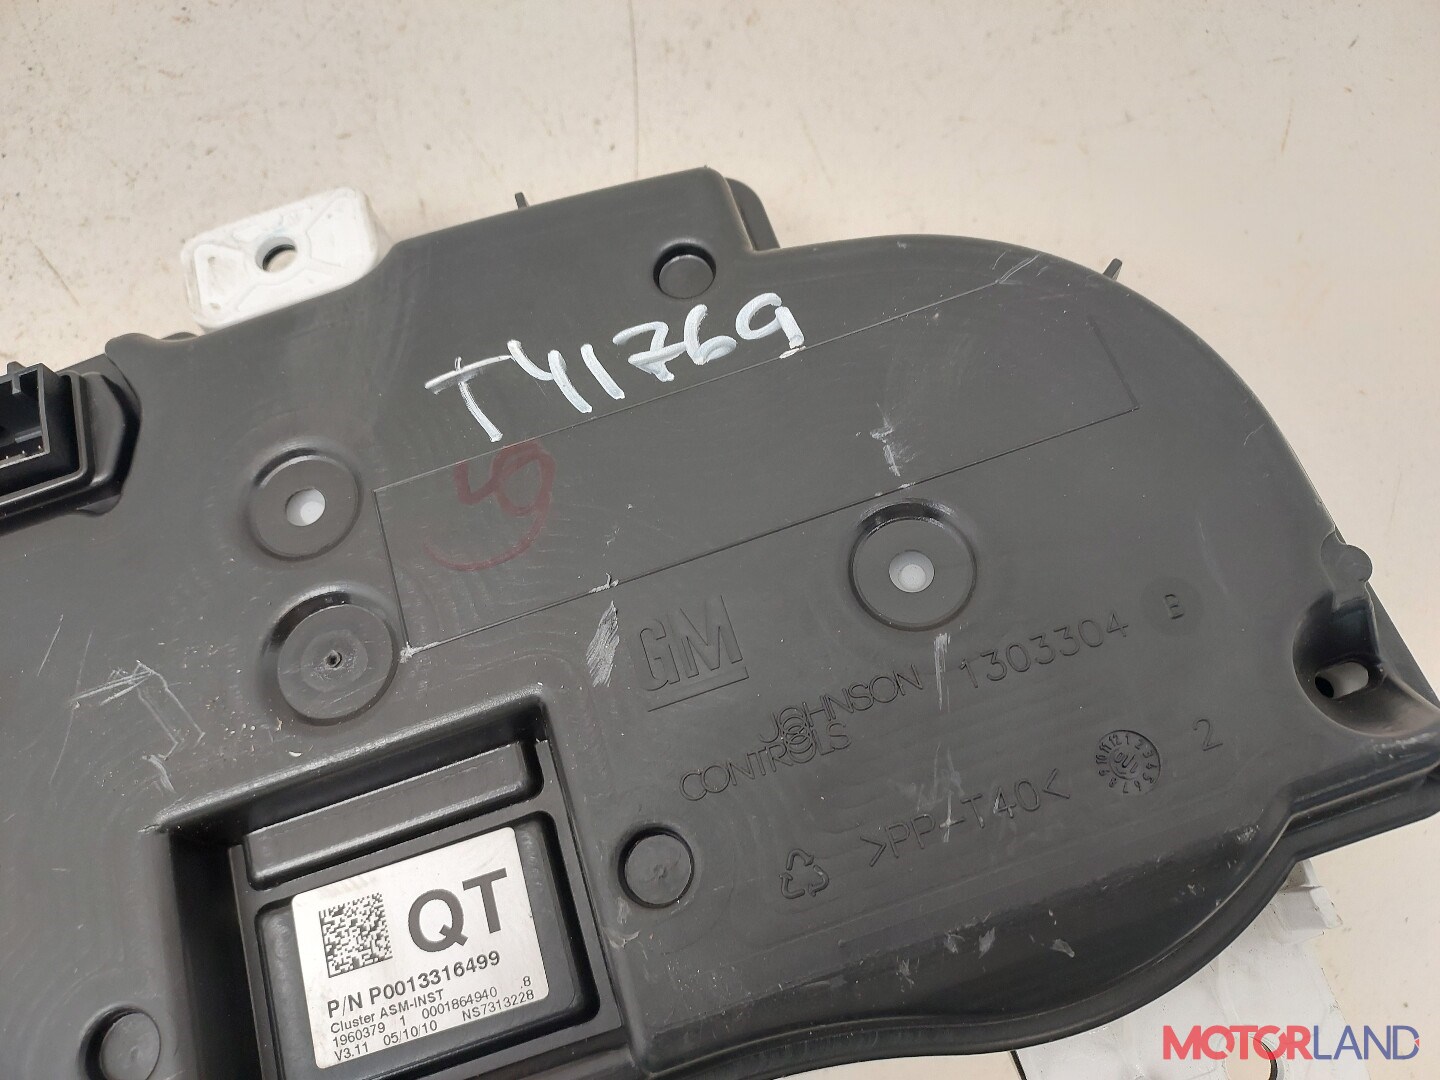 T41769
GM
JOHNSON
CONTROLS
1303304 B
>PP-T40<
2
QT
P/N P0013316499
Cluster ASM-INST .8
1960379 1 0001864940
V3.11 05/10/10 NS7313228
MOTORLAND